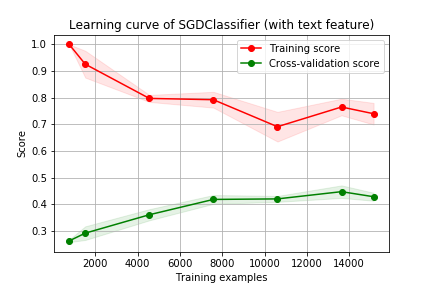 Learning curve of SGDClassifier (with text feature)
Training score
Cross-validation score
Score
1.0
0.9
0.8
0.7
0.6
0.5
0.4
0.3
2000 4000 6000 8000 10000 12000 14000
Training examples